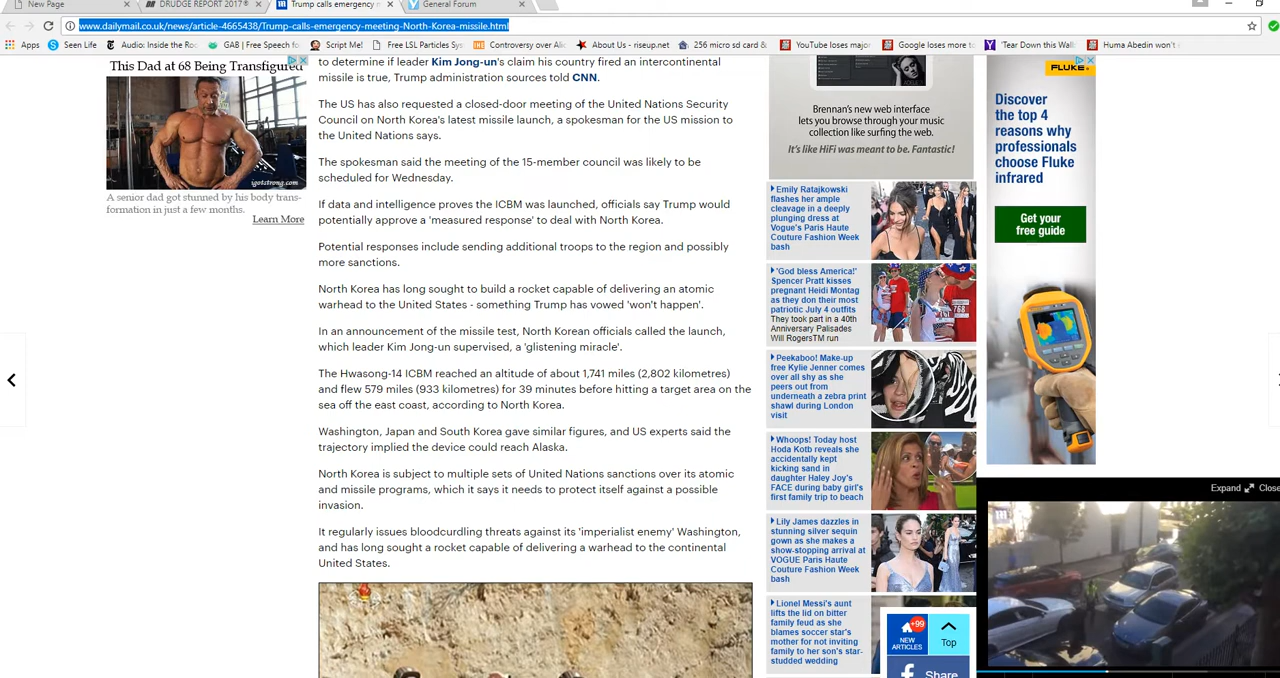 New Page
DRUDGE REPORT 2017®
Trump calls emergency m
General Forum
www.dailymail.co.uk/news/article-4665438/Trump-calls-emergency-meeting-North-Korea-missile.html
Apps
Seen Life
Audio: Inside the Ro
GAB | Free Speech fo
Script Me!
Free LSL Particles Sy
Controversy over Ali
About Us - riseup.net
256 micro sd card &
YouTube loses major
Google loses more to
'Tear Down this Wall
Huma Abedin won't
This Dad at 68 Being Transfigured
igotstrong.com
A senior dad got stunned by his body trans-
formation in just a few months.
Learn More
to determine if leader Kim Jong-un's claim his country fired an intercontinental
missile is true, Trump administration sources told CNN.
The US has also requested a closed-door meeting of the United Nations Security
Council on North Korea's latest missile launch, a spokesman for the US mission to
the United Nations says.
The spokesman said the meeting of the 15-member council was likely to be
scheduled for Wednesday.
If data and intelligence proves the ICBM was launched, officials say Trump would
potentially approve a 'measured response' to deal with North Korea.
Potential responses include sending additional troops to the region and possibly
more sanctions.
North Korea has long sought to build a rocket capable of delivering an atomic
warhead to the United States - something Trump has vowed 'won't happen'.
In an announcement of the missile test, North Korean officials called the launch,
which leader Kim Jong-un supervised, a 'glistening miracle'.
The Hwasong-14 ICBM reached an altitude of about 1,741 miles (2,802 kilometres)
and flew 579 miles (933 kilometres) for 39 minutes before hitting a target area on the
sea off the east coast, according to North Korea.
Washington, Japan and South Korea gave similar figures, and US experts said the
trajectory implied the device could reach Alaska.
North Korea is subject to multiple sets of United Nations sanctions over its atomic
and missile programs, which it says it needs to protect itself against a possible
invasion.
It regularly issues bloodcurdling threats against its 'imperialist enemy' Washington,
and has long sought a rocket capable of delivering a warhead to the continental
United States.
Brennan's new web interface
lets you browse through your music
collection like surfing the web.
It's like HiFi was meant to be. Fantastic!
Emily Ratajkowski
flashes her ample
cleavage in a deeply
plunging dress at
Vogue's Paris Haute
Couture Fashion Week
bash
'God bless America!'
Spencer Pratt kisses
pregnant Heidi Montag
as they don their most
patriotic July 4 outfits
They took part in a 40th
Anniversary Palisades
Will RogersTM run
768
Peekaboo! Make-up
free Kylie Jenner comes
over all shy as she
peers out from
underneath a zebra print
shawl during London
visit
Whoops! Today host
Hoda Kotb reveals she
accidentally kept
kicking sand in
daughter Haley Joy's
FACE during baby girl's
first family trip to beach
Lily James dazzles in
stunning silver sequin
gown as she makes a
show-stopping arrival at
VOGUE Paris Haute
Couture Fashion Week
bash
Lionel Messi's aunt
lifts the lid on bitter
family feud as she
blames soccer star's
mother for not inviting
family to her son's star-
studded wedding
+99
NEW
ARTICLES
Top
Share
FLUKE
Discover
the top 4
reasons why
professionals
choose Fluke
infrared
Get your
free guide
Expand
Close